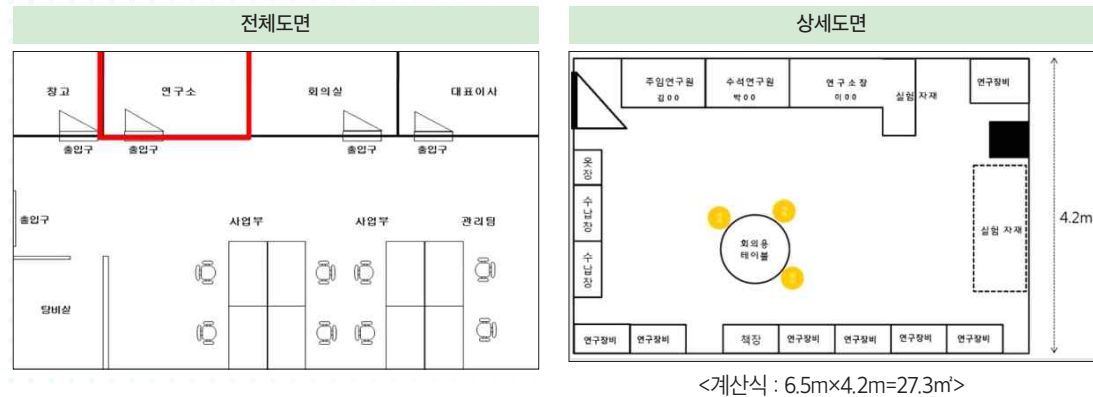 전체도면
창고
연구소
회의실
대표이사
출입구
출입구
출입구
출입구
출입구
사업부
사업부
관리팀
탕비실
상세도면
주임연구원
김00
수석연구원
박00
연구소장
이00
실험 자재
연구장비
옷장
수납장
수납장
회의용
테이블
실험 자재
4.2m
연구장비
연구장비
책장
연구장비
연구장비
연구장비
연구장비
<계산식 : 6.5m×4.2m=27.3㎡>